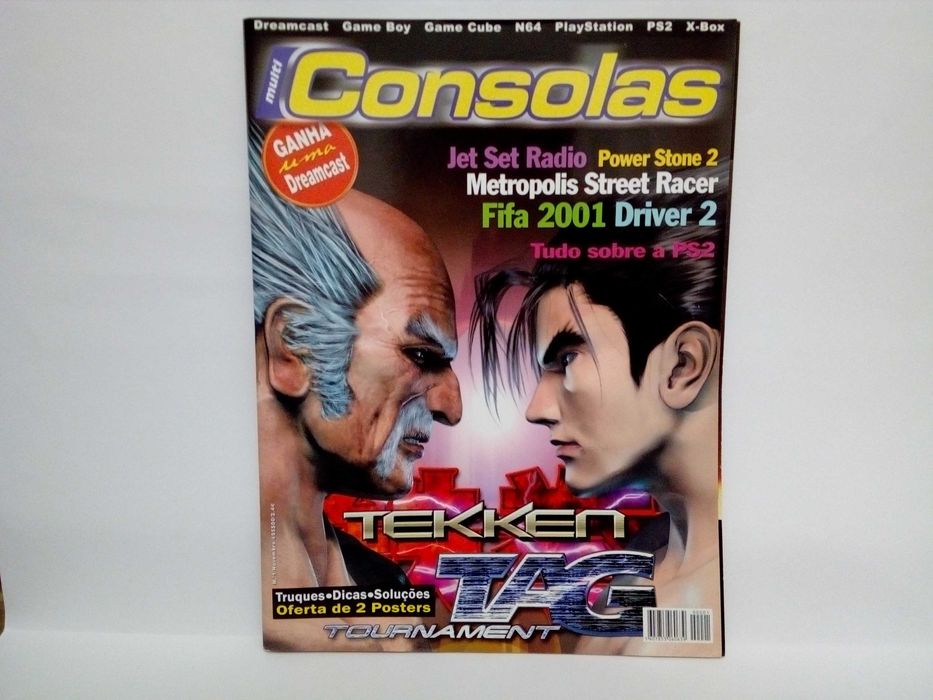 Dreamcast Game Boy Game Cube N64 PlayStation PS2 X-Box
multi
Consolas
GANHA
uma
Dreamcast
Jet Set Radio Power Stone 2
Metropolis Street Racer
Fifa 2001 Driver 2
Tudo sobre a PS2
TEKKEN
TAG
TOURNAMENT
Truques•Dicas•Soluções
Oferta de 2 Posters